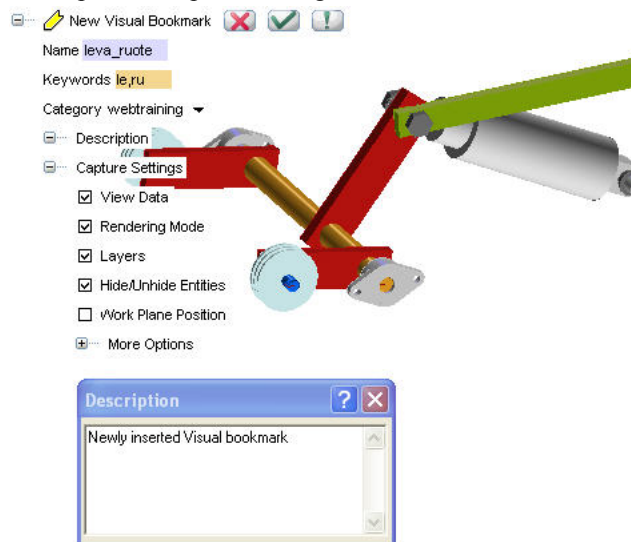 New Visual Bookmark
Name leva_ruote
Keywords le,ru
Category webtraining
Description
Capture Settings
View Data
Rendering Mode
Layers
Hide/Unhide Entities
Work Plane Position
More Options
Description
Newly inserted Visual bookmark